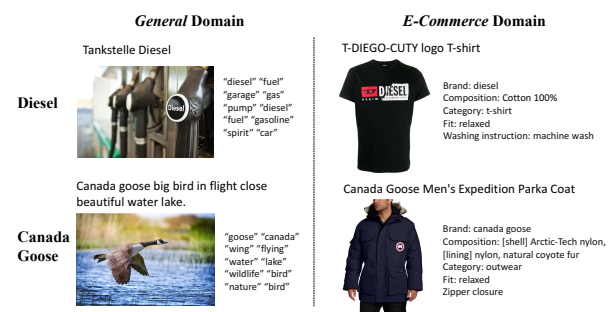 General Domain
E-Commerce Domain
Diesel
Tankstelle Diesel
Diesel
"diesel" "fuel"
"garage" "gas"
"pump" "diesel"
"fuel" "gasoline"
"spirit" "car"
T-DIEGO-CUTY logo T-shirt
DIESEL
Brand: diesel
Composition: Cotton 100%
Category: t-shirt
Fit: relaxed
Washing instruction: machine wash
Canada
Goose
Canada goose big bird in flight close
beautiful water lake.
"goose" "canada"
"wing" "flying"
"water" "lake"
"wildlife" "bird"
"nature" "bird"
Canada Goose Men's Expedition Parka Coat
Brand: canada goose
Composition: [shell] Arctic-Tech nylon,
[lining] nylon, natural coyote fur
Category: outwear
Fit: relaxed
Zipper closure